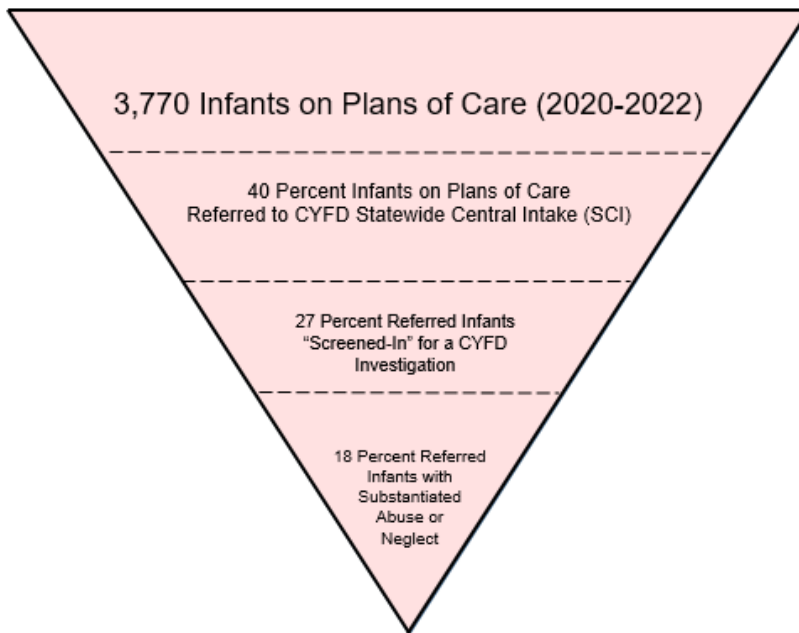 3,770 Infants on Plans of Care (2020-2022)
40 Percent Infants on Plans of Care
Referred to CYFD Statewide Central Intake (SCI)
27 Percent Referred Infants
“Screened-In” for a CYFD
Investigation
18 Percent Referred
Infants with
Substantiated
Abuse or
Neglect